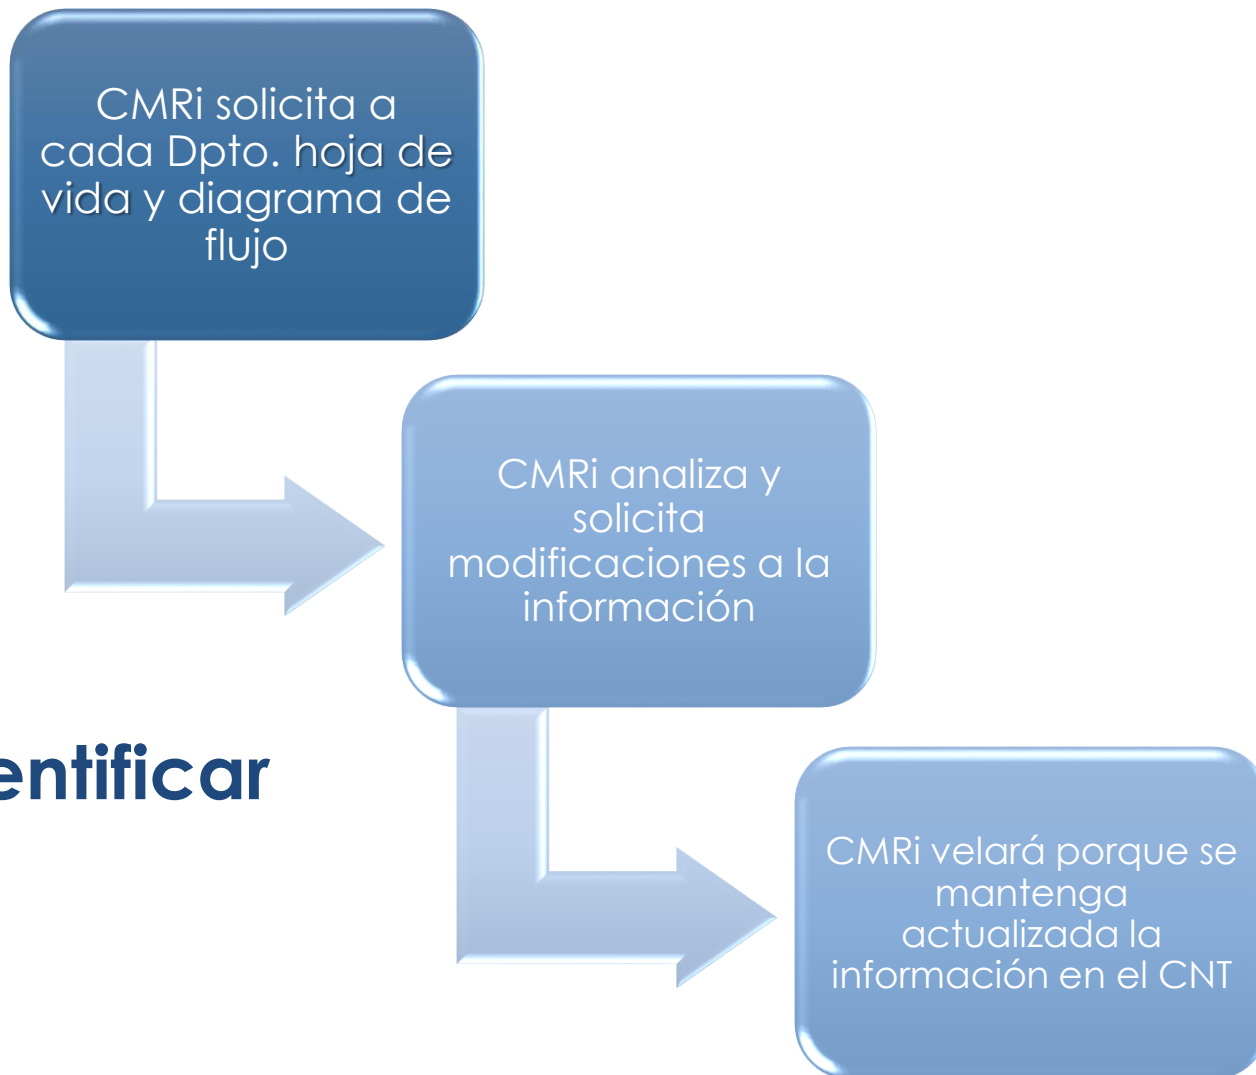 CMRi solicita a
cada Dpto. hoja de
vida y diagrama de
flujo
CMRi analiza y
solicita
modificaciones a la
información
entificar
CMRi velará porque se
mantenga
actualizada la
información en el CNT